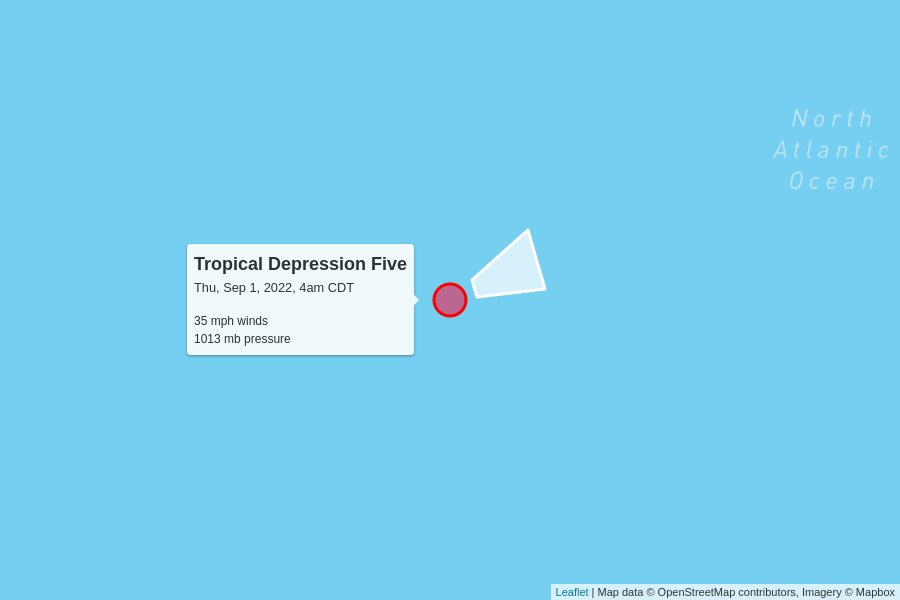 North
Atlantic
Ocean
Tropical Depression Five
Thu, Sep 1, 2022, 4am CDT
35 mph winds
1013 mb pressure
Leaflet | Map data © OpenStreetMap contributors, Imagery © Mapbox